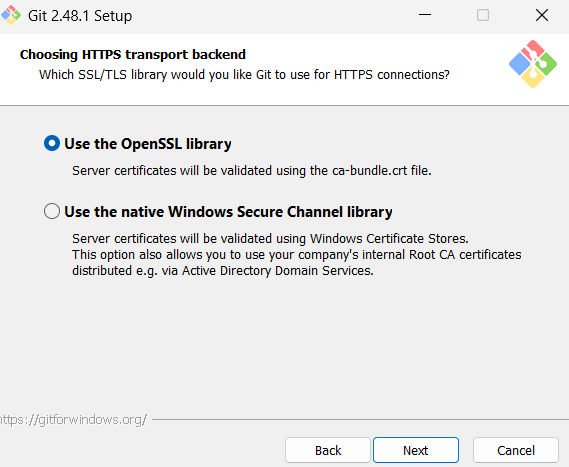 Git 2.48.1 Setup
Choosing HTTPS transport backend
Which SSL/TLS library would you like Git to use for HTTPS connections?
Use the OpenSSL library
Server certificates will be validated using the ca-bundle.crt file.
Use the native Windows Secure Channel library
Server certificates will be validated using Windows Certificate Stores.
This option also allows you to use your company's internal Root CA certificates
distributed e.g. via Active Directory Domain Services.
https://gitforwindows.org/
Back
Next
Cancel